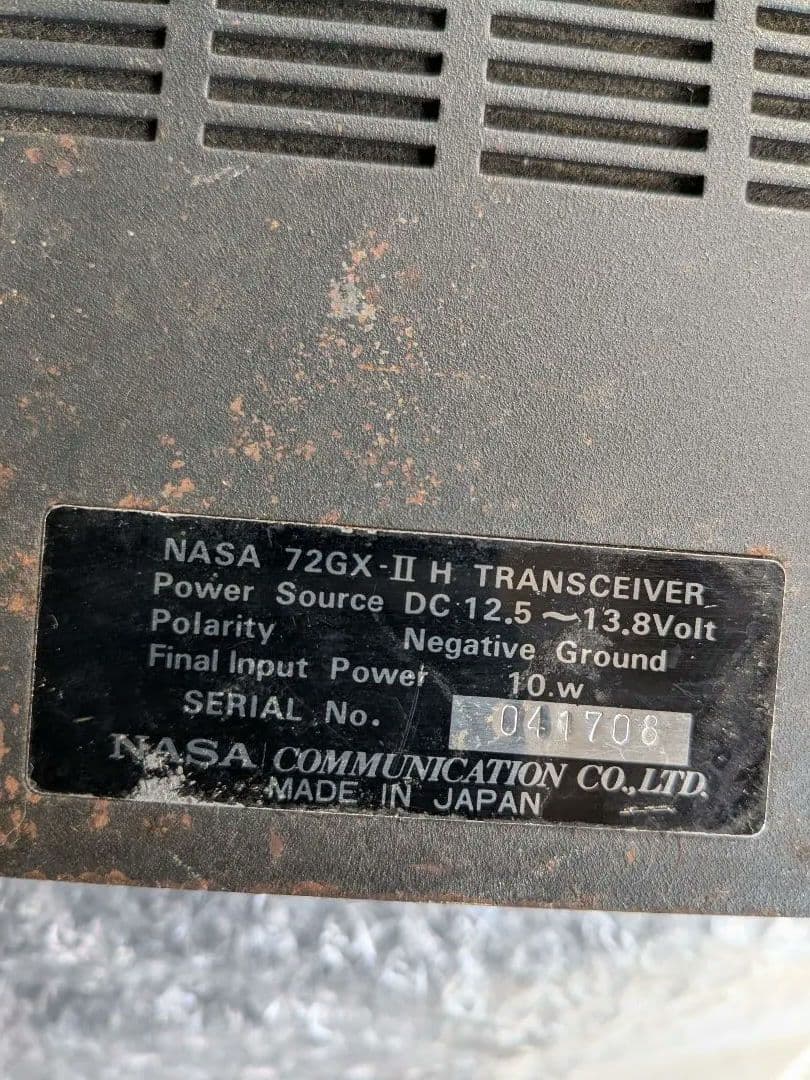 NASA 72GX-II H TRANSCEIVER
Power Source DC 12.5 ~ 13.8Volt
Polarity Negative Ground
Final Input Power 10.w
SERIAL No. 041708
NASA COMMUNICATION CO., LTD.
MADE IN JAPAN